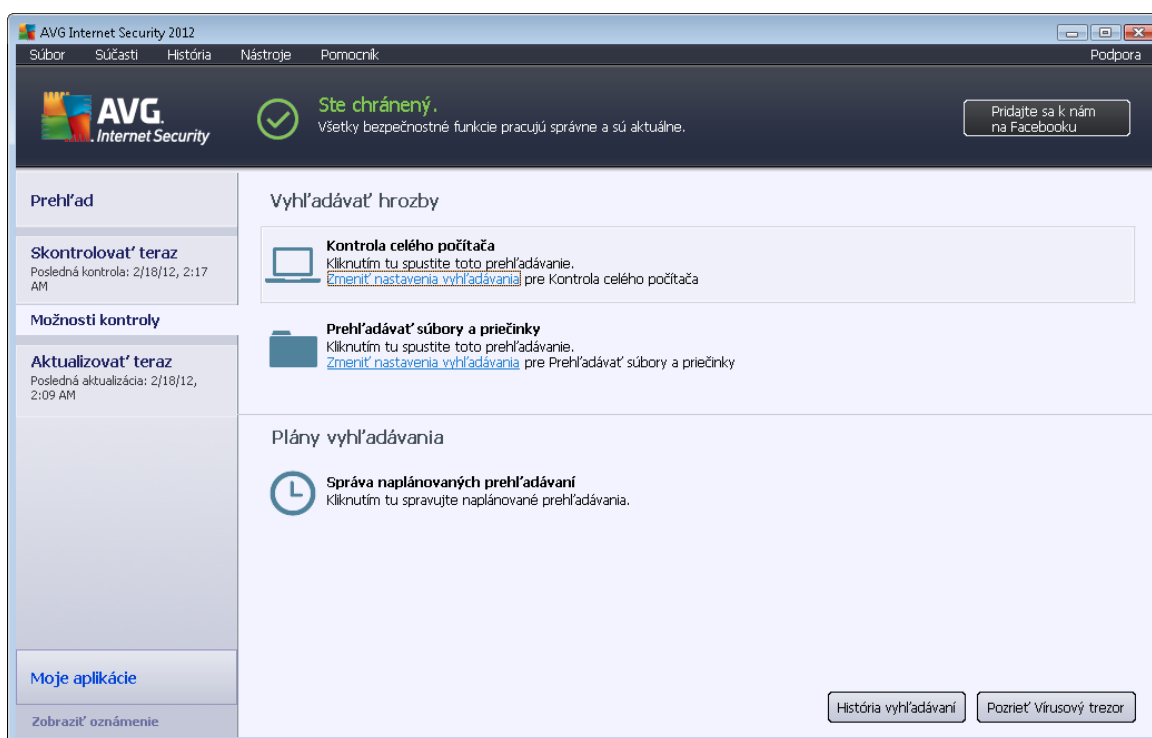 AVG Internet Security 2012
Súbor Súčasti História Nástroje Pomocník Podpora
AVG.
Internet Security
Ste chránený.
Všetky bezpečnostné funkcie pracujú správne a sú aktuálne.
Pridajte sa k nám
na Facebooku
Prehľad
Skontrolovať teraz
Posledná kontrola: 2/18/12, 2:17
AM
Možnosti kontroly
Aktualizovať teraz
Posledná aktualizácia: 2/18/12,
2:09 AM
Moje aplikácie
Zobraziť oznámenie
Vyhľadávať hrozby
Kontrola celého počítača
Kliknutím tu spustite toto prehľadávanie.
Zmeniť nastavenia vyhľadávania pre Kontrola celého počítača
Prehľadávať súbory a priečinky
Kliknutím tu spustite toto prehľadávanie.
Zmeniť nastavenia vyhľadávania pre Prehľadávať súbory a priečinky
Plány vyhľadávania
Správa naplánovaných prehľadávaní
Kliknutím tu spravujte naplánované prehľadávania.
História vyhľadávaní
Pozrieť Vírusový trezor